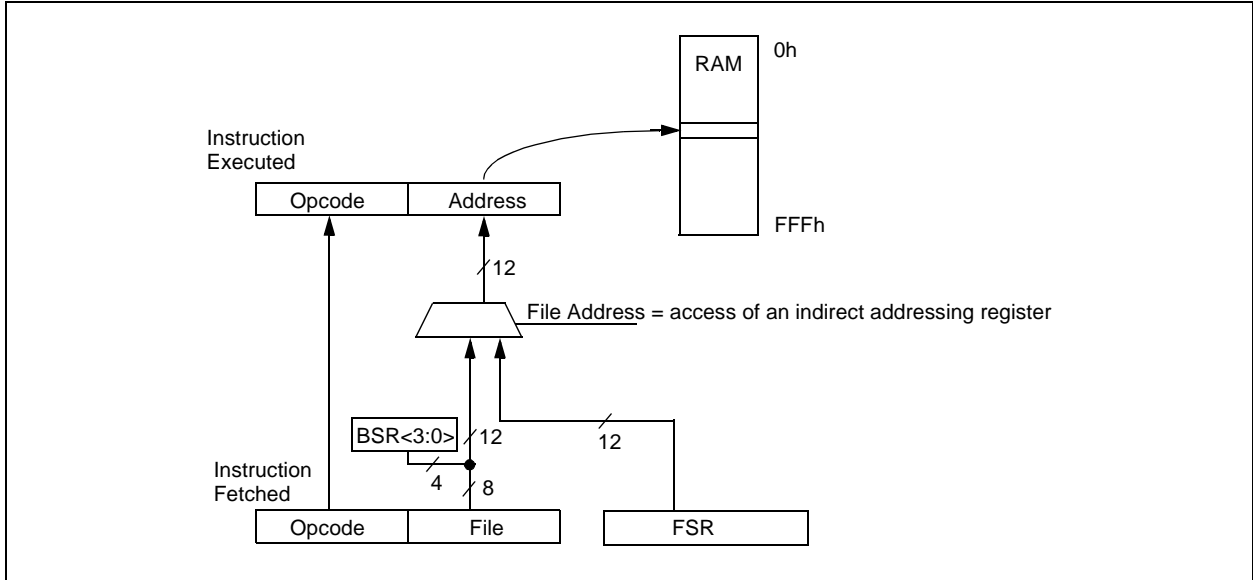 RAM
0h
Instruction
Executed
Opcode
Address
FFFh
12
File Address = access of an indirect addressing register
BSR<3:0>
12
12
4
8
Instruction
Fetched
Opcode
File
FSR